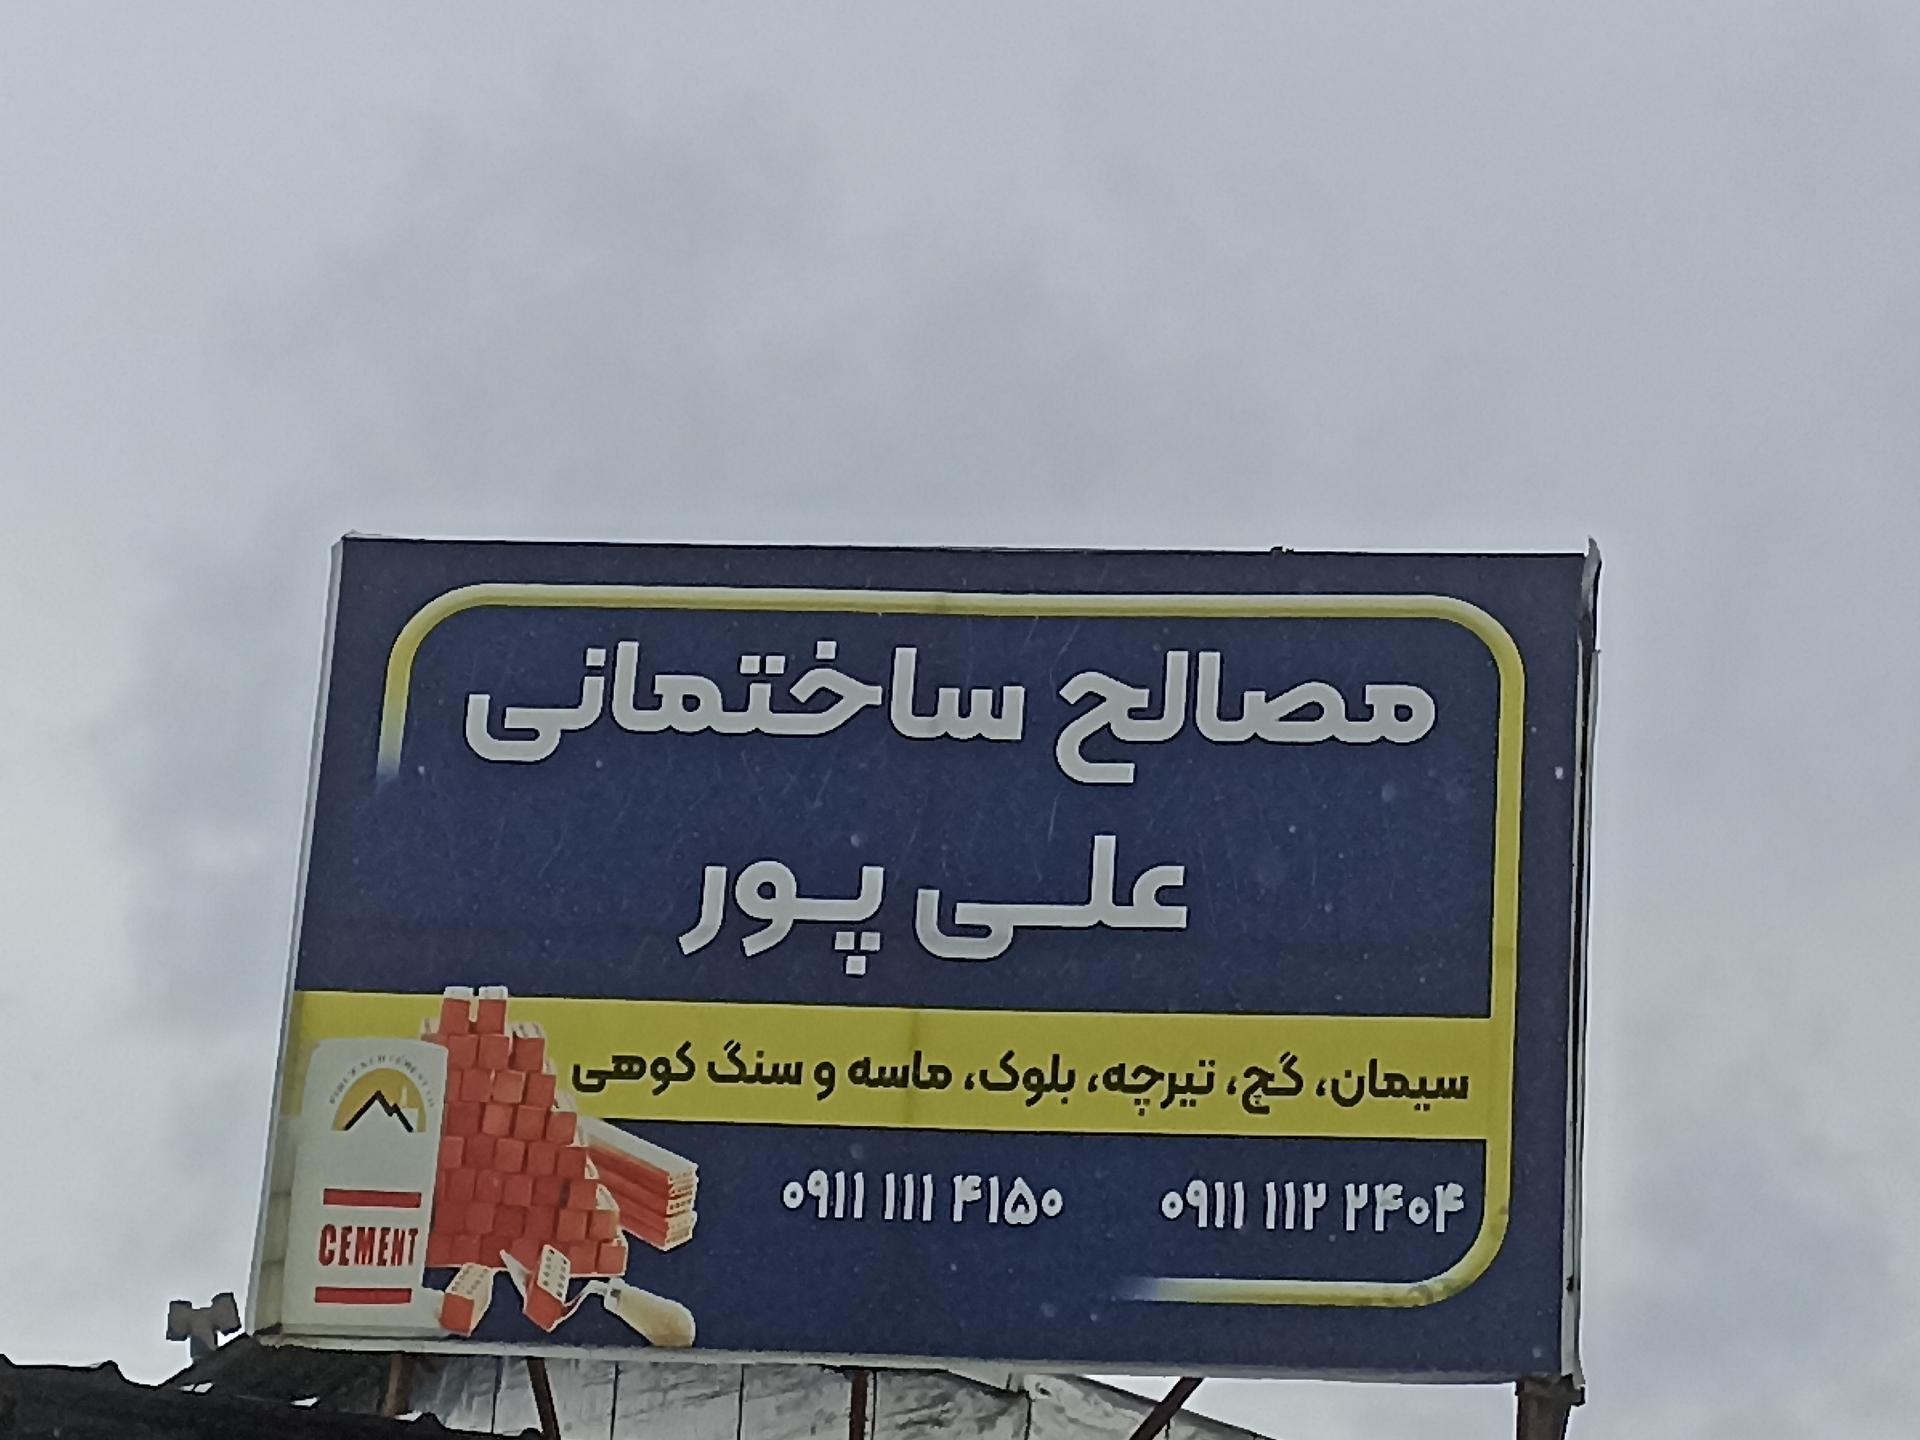 مصالح ساختمانی
علی پور
سیمان، گچ، تیرچه، بلوک، ماسه و سنگ کوهی
۰۹۱۱ ۱۱۱ ۴۱۵۰
۰۹۱۱ ۱۱۲ ۲۴۰۴
CEMENT